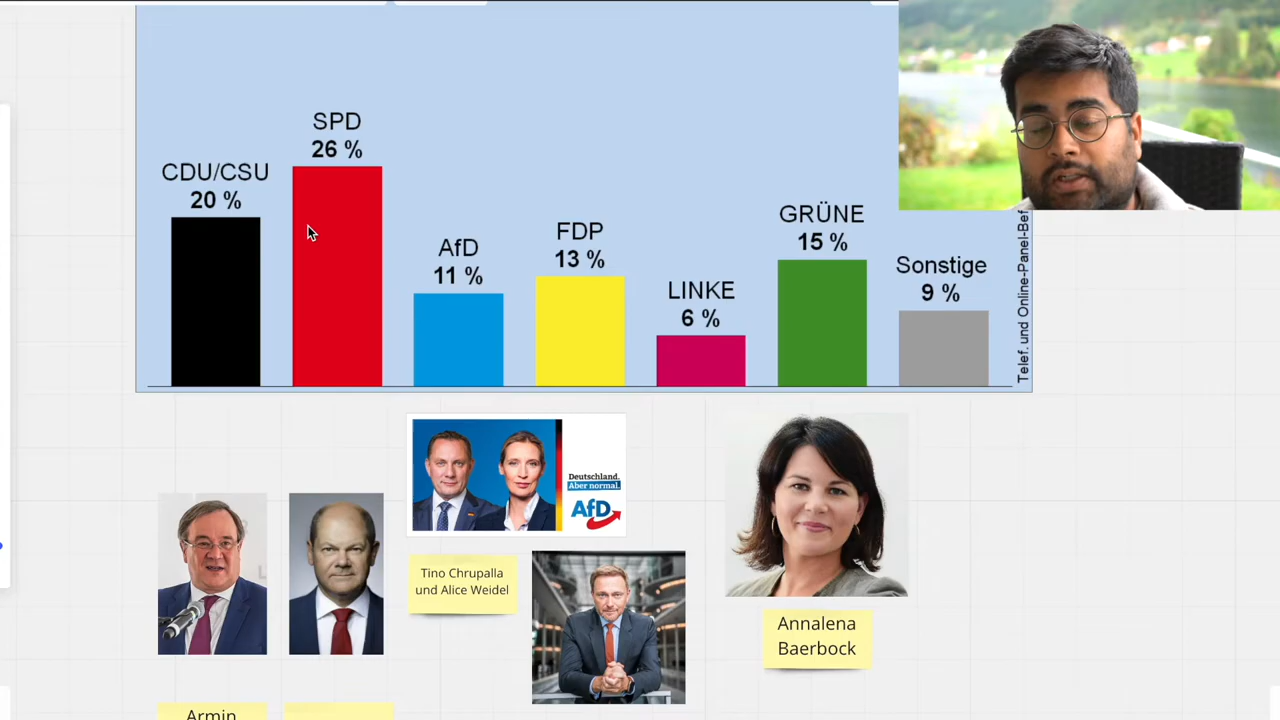 SPD
26 %
CDU/CSU
20 %
AfD
11 %
FDP
13 %
LINKE
6 %
GRÜNE
15 %
Sonstige
9 %
Telef. und Online-Panel-Bef
Deutschland.
Aber normal.
AfD
Tino Chrupalla
und Alice Weidel
Annalena
Baerbock
Armin